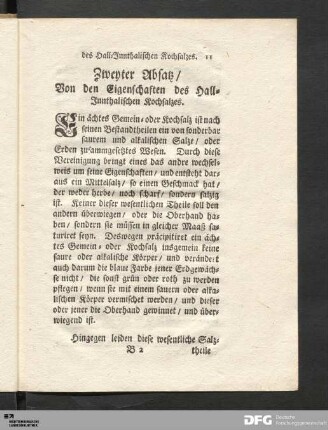 des Hall-Innthalischen Kochsalzes. 11
Zweyter Absatz/
Von den Eigenschaften des Hall-
Innthalischen Kochsalzes.
Ein ächtes Gemein- oder Kochsalz ist nach
seinen Bestandtheilen ein von sonderbar
saurem und alkalischen Salze/ oder
Erden zusammgesetztes Wesen. Durch diese
Vereinigung bringt eines das andre wechsel-
weis um seine Eigenschaften/ und entsteht dar-
aus ein Mittelsalz/ so einen Geschmack hat/
der weder herbe/ noch scharf/ sondern salzig
ist. Keiner dieser wesentlichen Theile soll den
andern überwiegen/ oder die Oberhand ha-
ben/ sondern sie müssen in gleicher Maaß sa-
turiret seyn. Deswegen präcipitiret ein äch-
tes Gemein- oder Kochsalz insgemein keine
saure oder alkalische Körper/ und verändert
auch darum die blaue Farbe jener Erdgewächs-
se nicht/ die sonst grün oder roth zu werden
pflegen/ wenn sie mit einem sauern oder alka-
lischen Körper vermischet werden/ und dieser
oder jener die Oberhand gewinnet/ und über-
wiegend ist.
Hingegen leiden diese wesentliche Salz-
B 2 theile
DFG Deutsche
Forschungsgemeinschaft